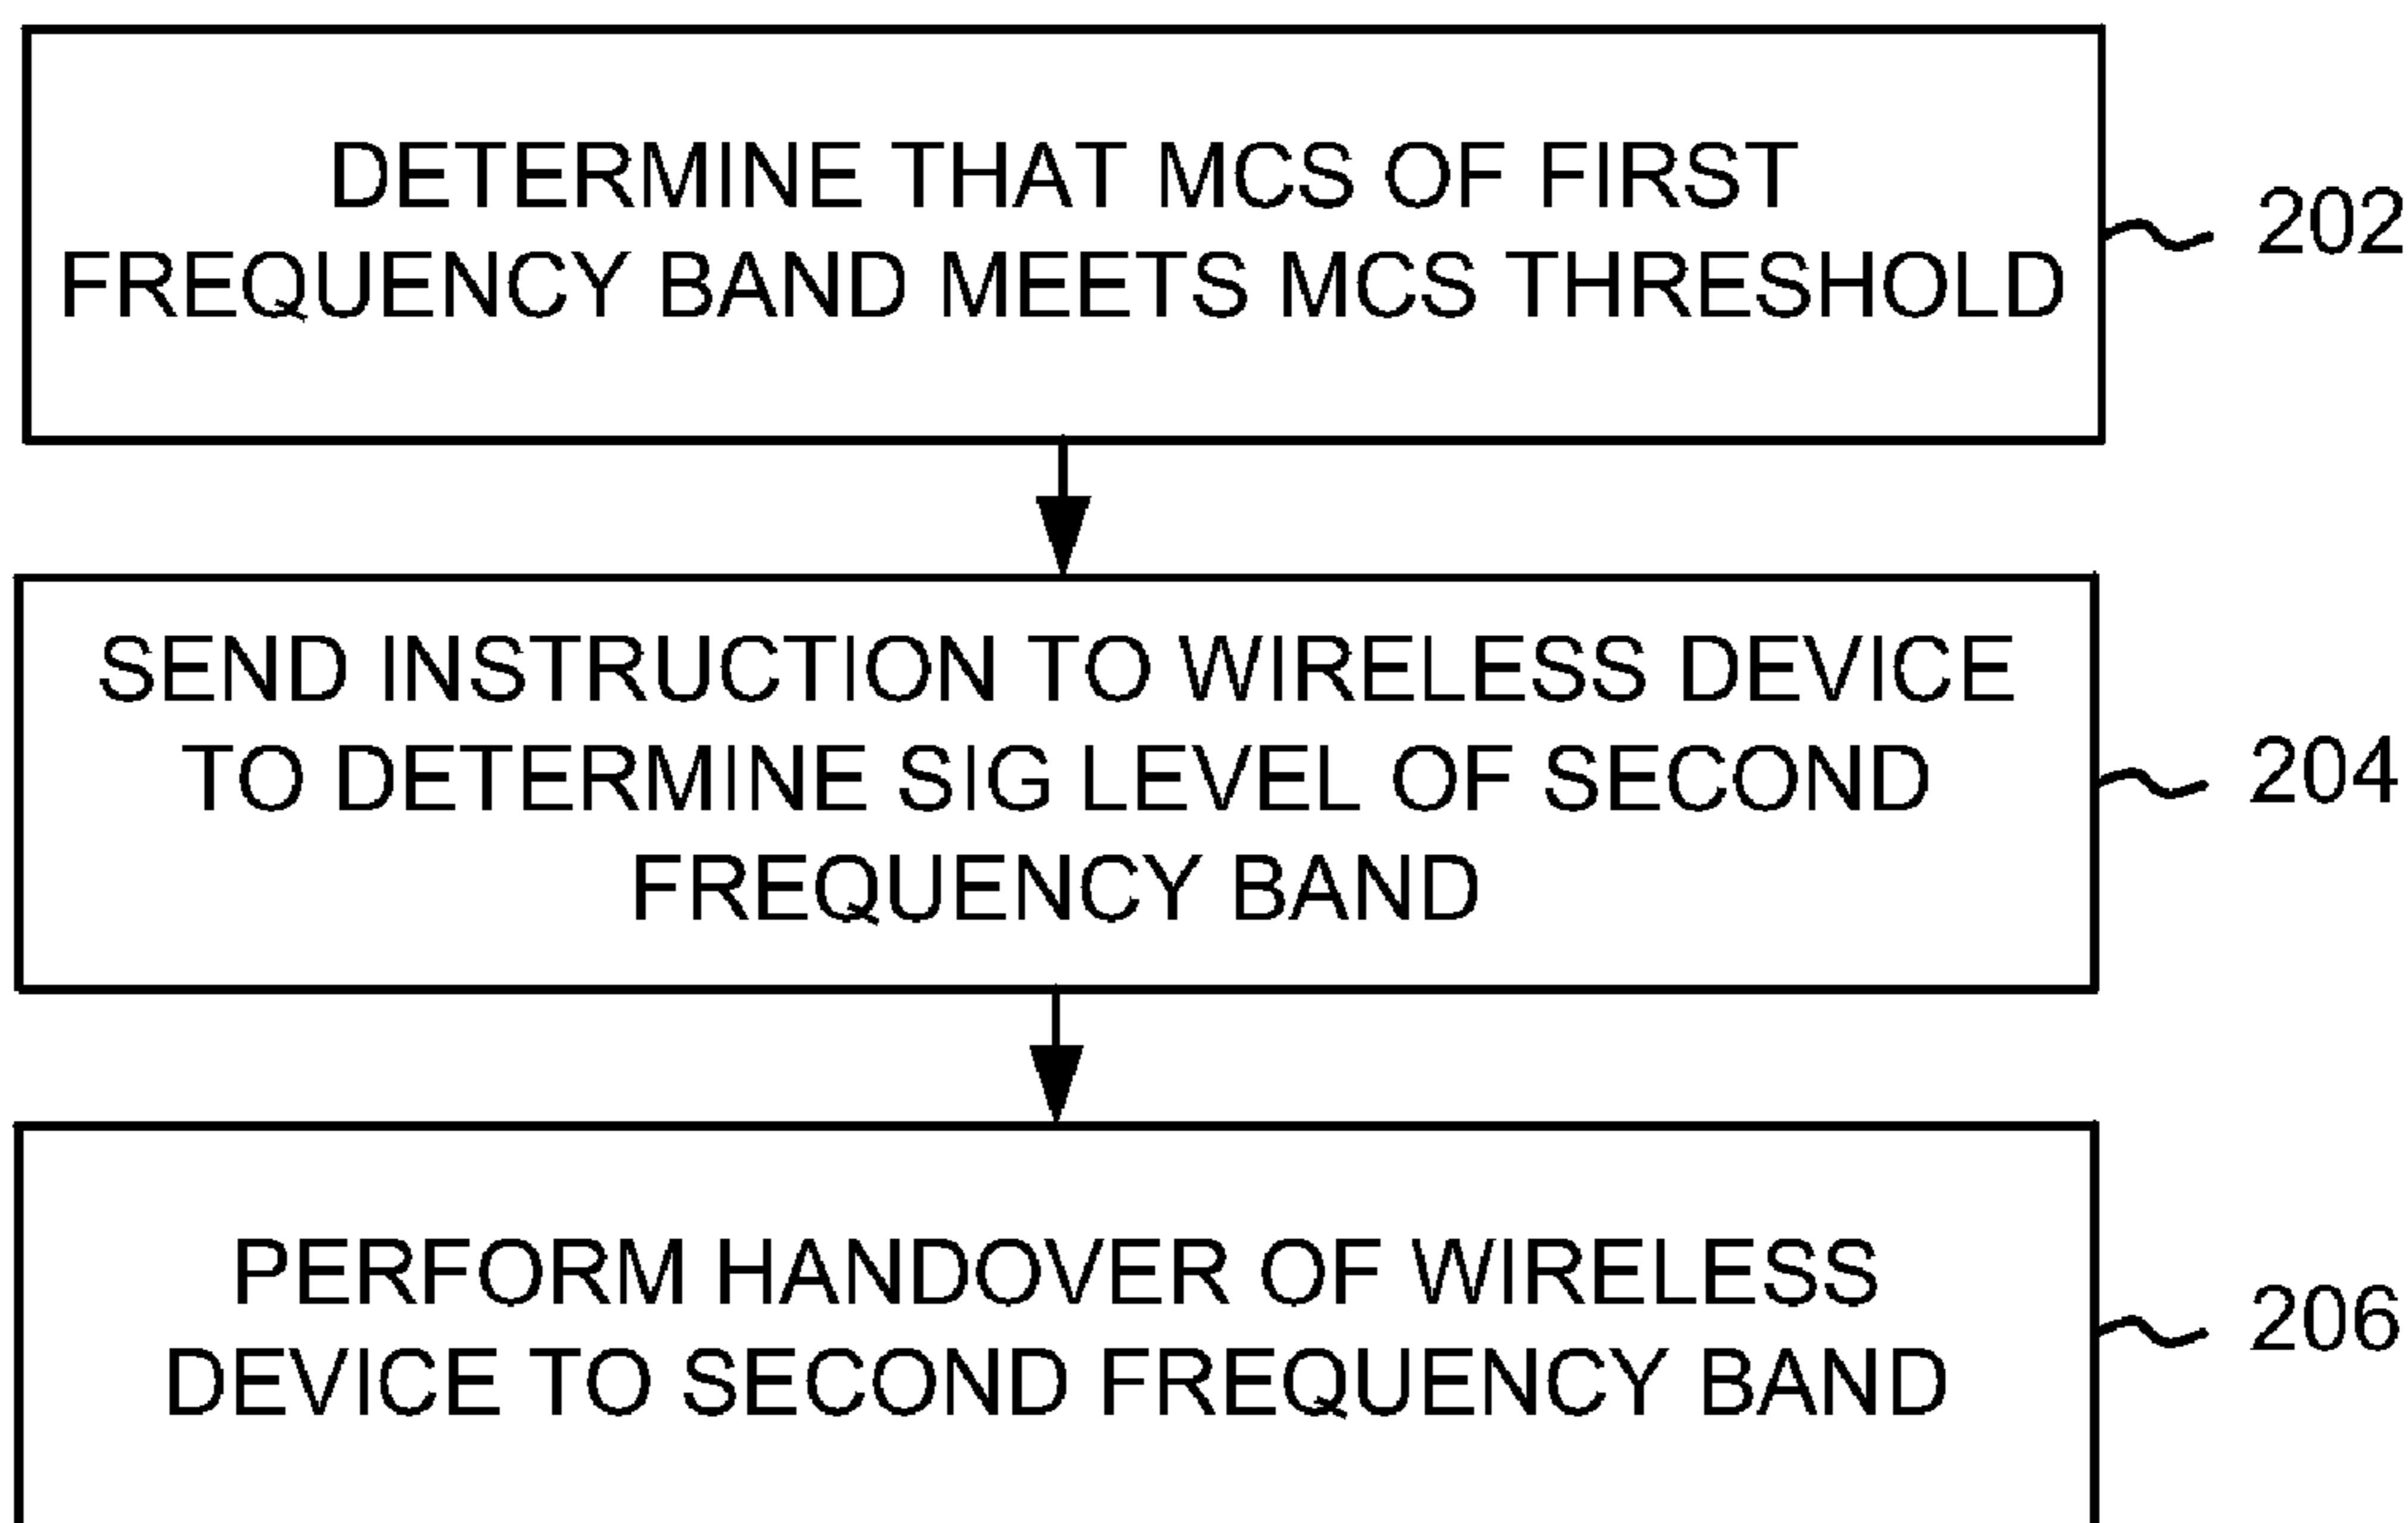 DETERMINE THAT MCS OF FIRST
FREQUENCY BAND MEETS MCS THRESHOLD
202
SEND INSTRUCTION TO WIRELESS DEVICE
TO DETERMINE SIG LEVEL OF SECOND
FREQUENCY BAND
204
PERFORM HANDOVER OF WIRELESS
DEVICE TO SECOND FREQUENCY BAND
206